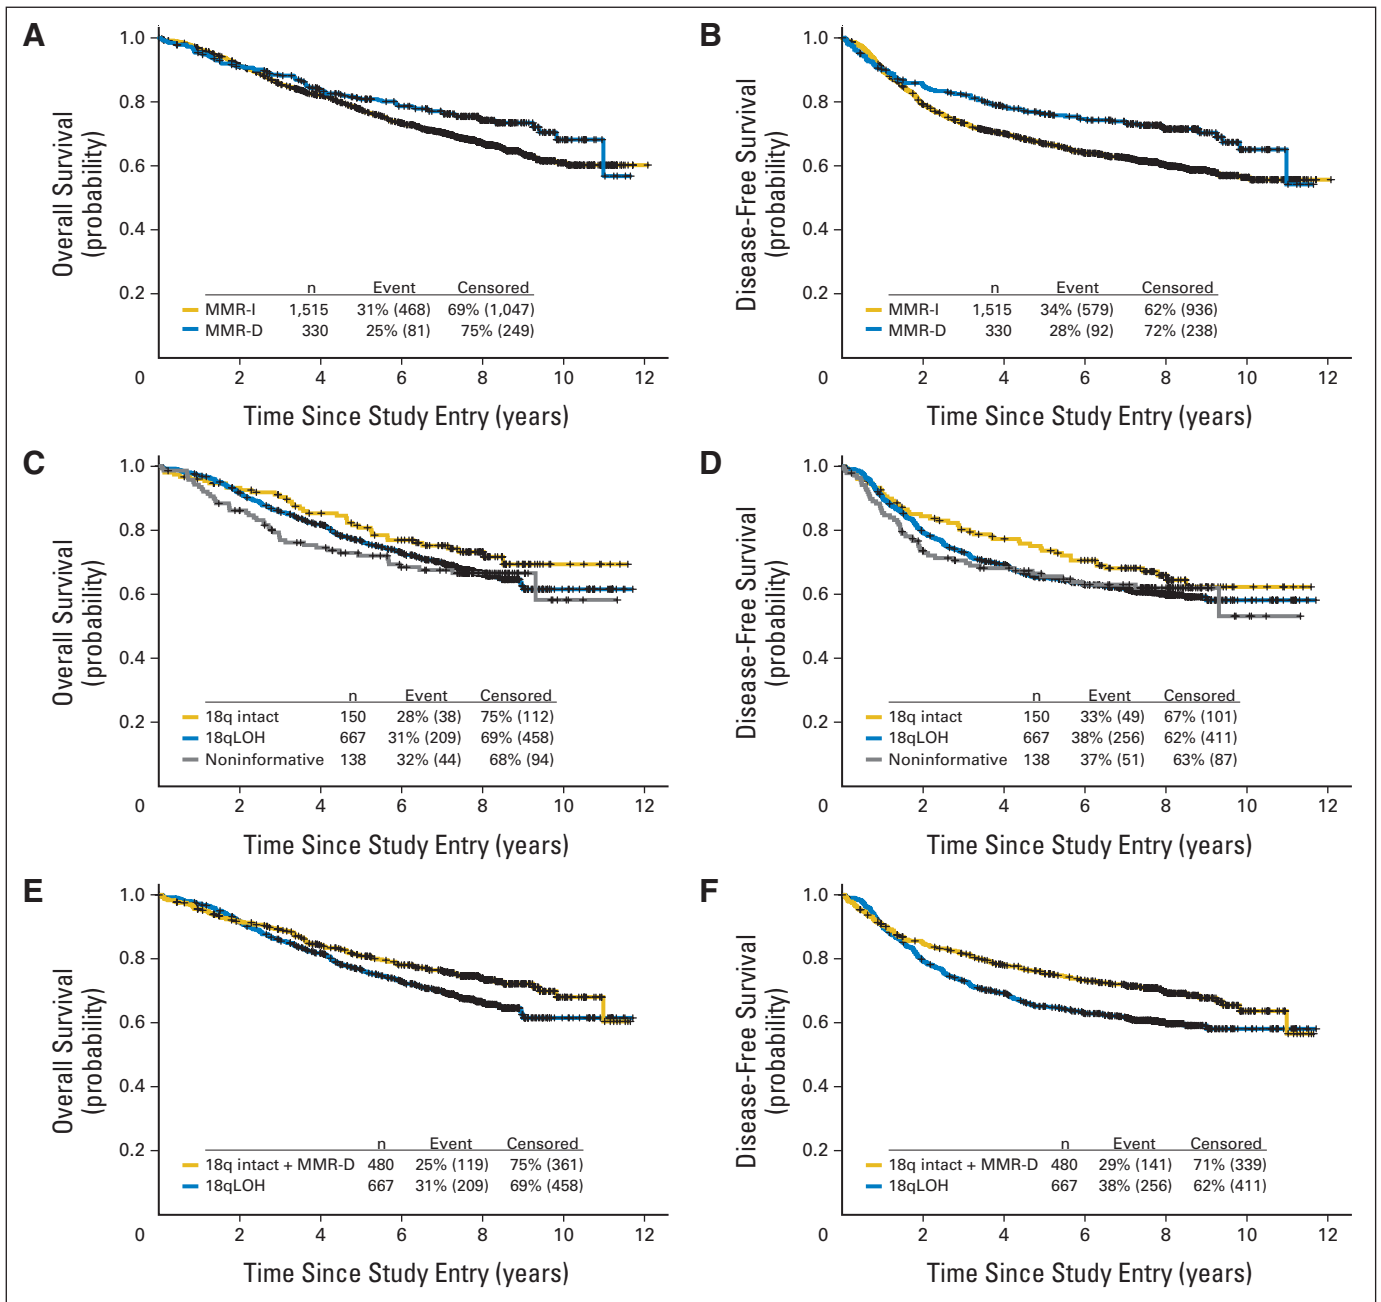 A
Overall Survival
(probability)
1.0
0.8
0.6
0.4
0.2
n Event Censored
MMR-I 1,515 31% (468) 69% (1,047)
MMR-D 330 25% (81) 75% (249)
0 2 4 6 8 10 12
Time Since Study Entry (years)
B
Disease-Free Survival
(probability)
1.0
0.8
0.6
0.4
0.2
n Event Censored
MMR-I 1,515 34% (579) 62% (936)
MMR-D 330 28% (92) 72% (238)
0 2 4 6 8 10 12
Time Since Study Entry (years)
C
Overall Survival
(probability)
1.0
0.8
0.6
0.4
0.2
n Event Censored
18q intact 150 28% (38) 75% (112)
18qLOH 667 31% (209) 69% (458)
Noninformative 138 32% (44) 68% (94)
0 2 4 6 8 10 12
Time Since Study Entry (years)
D
Disease-Free Survival
(probability)
1.0
0.8
0.6
0.4
0.2
n Event Censored
18q intact 150 33% (49) 67% (101)
18qLOH 667 38% (256) 62% (411)
Noninformative 138 37% (51) 63% (87)
0 2 4 6 8 10 12
Time Since Study Entry (years)
E
Overall Survival
(probability)
1.0
0.8
0.6
0.4
0.2
n Event Censored
18q intact + MMR-D 480 25% (119) 75% (361)
18qLOH 667 31% (209) 69% (458)
0 2 4 6 8 10 12
Time Since Study Entry (years)
F
Disease-Free Survival
(probability)
1.0
0.8
0.6
0.4
0.2
n Event Censored
18q intact + MMR-D 480 29% (141) 71% (339)
18qLOH 667 38% (256) 62% (411)
0 2 4 6 8 10 12
Time Since Study Entry (years)